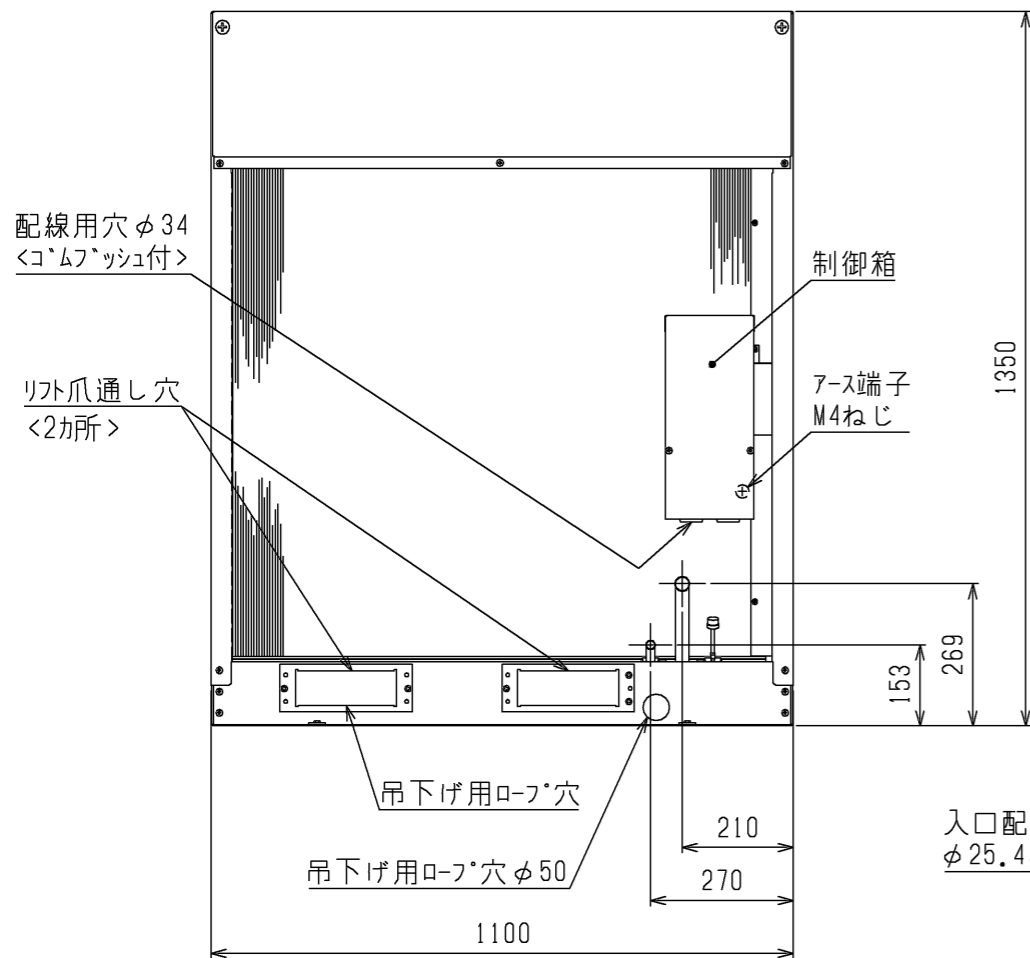 配線用穴φ34
<ゴムブッシュ付>
制御箱
リフト爪通し穴
<2カ所>
アース端子
M4ねじ
1350
269
153
吊下げ用ロープ穴
210
入口配
φ25.4
吊下げ用ロープ穴φ50
270
1100